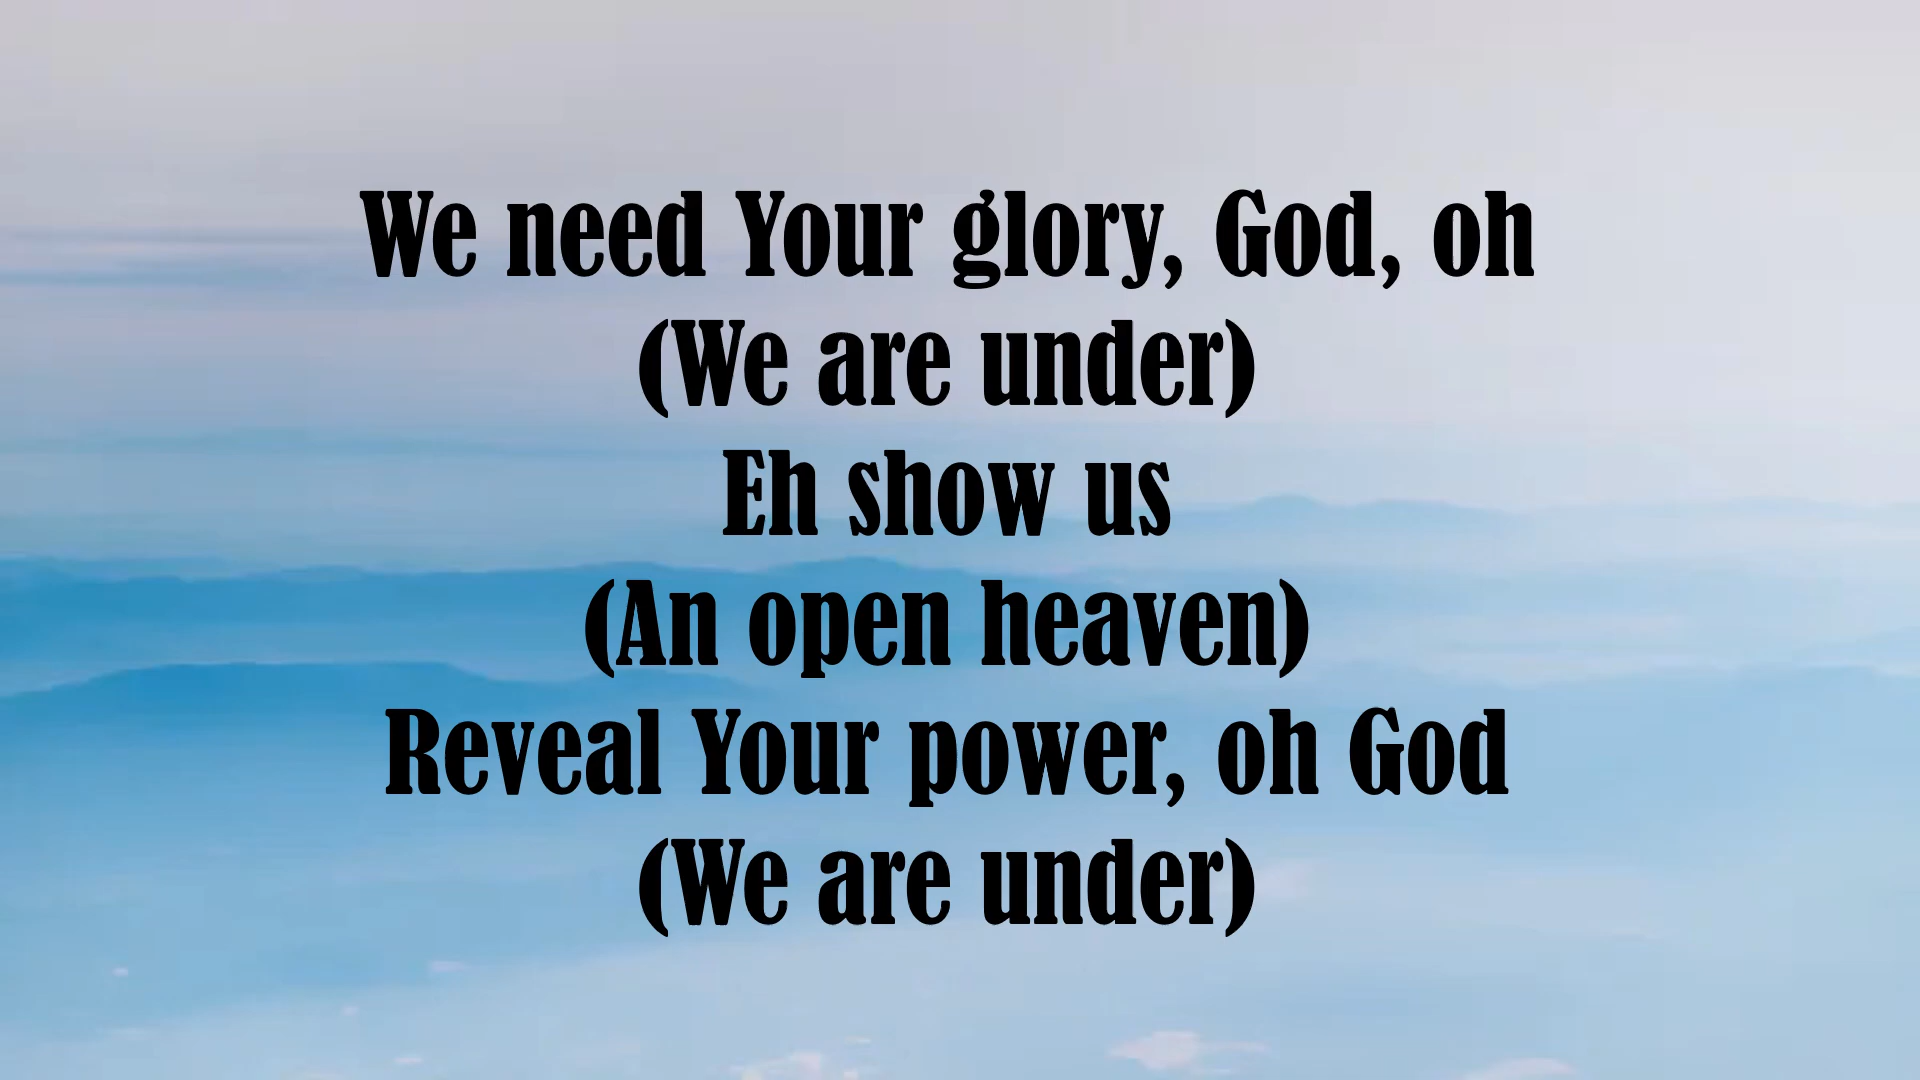 We need Your glory, God, oh
(We are under)
Eh show us
(An open heaven)
Reveal Your power, oh God
(We are under)